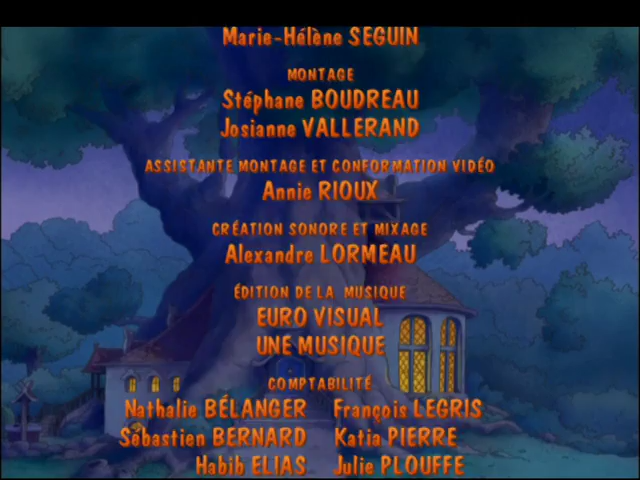 Marie-Hélène SEGUIN
MONTAGE
Stéphane BOUDREAU
Josianne VALLERAND
ASSISTANTE MONTAGE ET CONFORMATION VIDÉO
Annie RIOUX
CRÉATION SONORE ET MIXAGE
Alexandre LORMEAU
ÉDITION DE LA MUSIQUE
EURO VISUAL
UNE MUSIQUE
COMPTABILITÉ
Nathalie BÉLANGER François LEGRIS
Sébastien BERNARD Katia PIERRE
Habib ELIAS Julie PLOUFFE